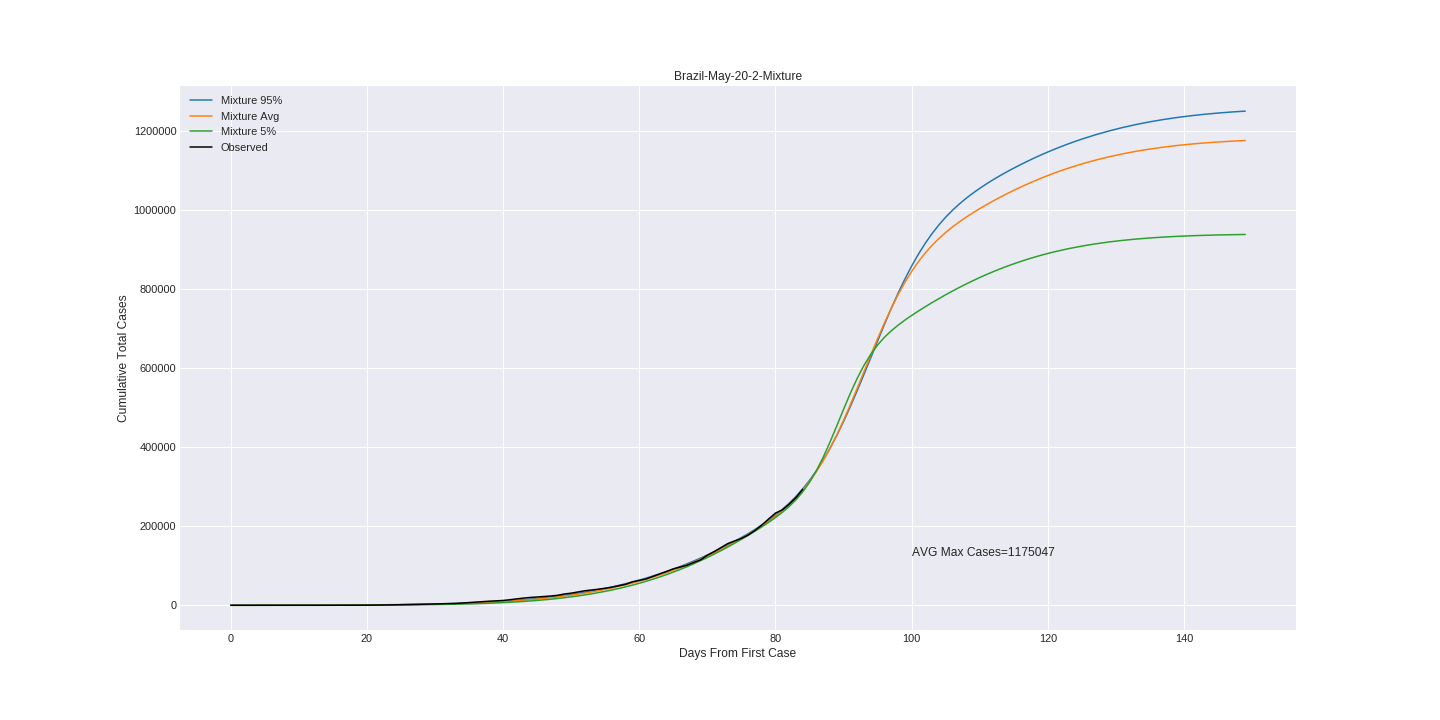 Brazil-May-20-2-Mixture
Mixture 95%
Mixture Avg
Mixture 5%
Observed
1200000
1000000
800000
600000
400000
200000
0
Cumulative Total Cases
AVG Max Cases=1175047
0 20 40 60 80 100 120 140
Days From First Case